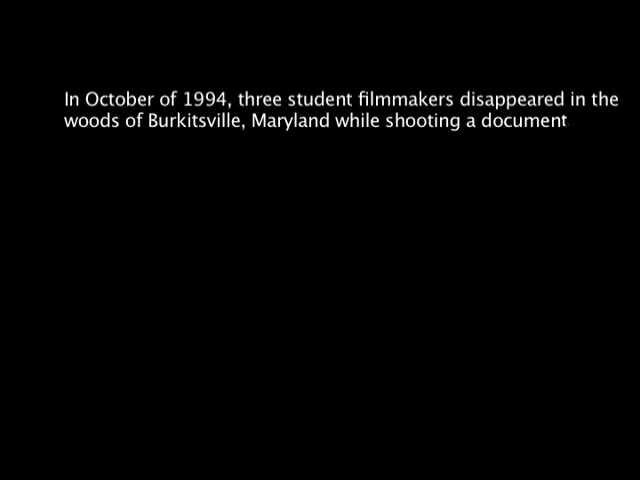 In October of 1994, three student filmmakers disappeared in the
woods of Burkitsville, Maryland while shooting a document